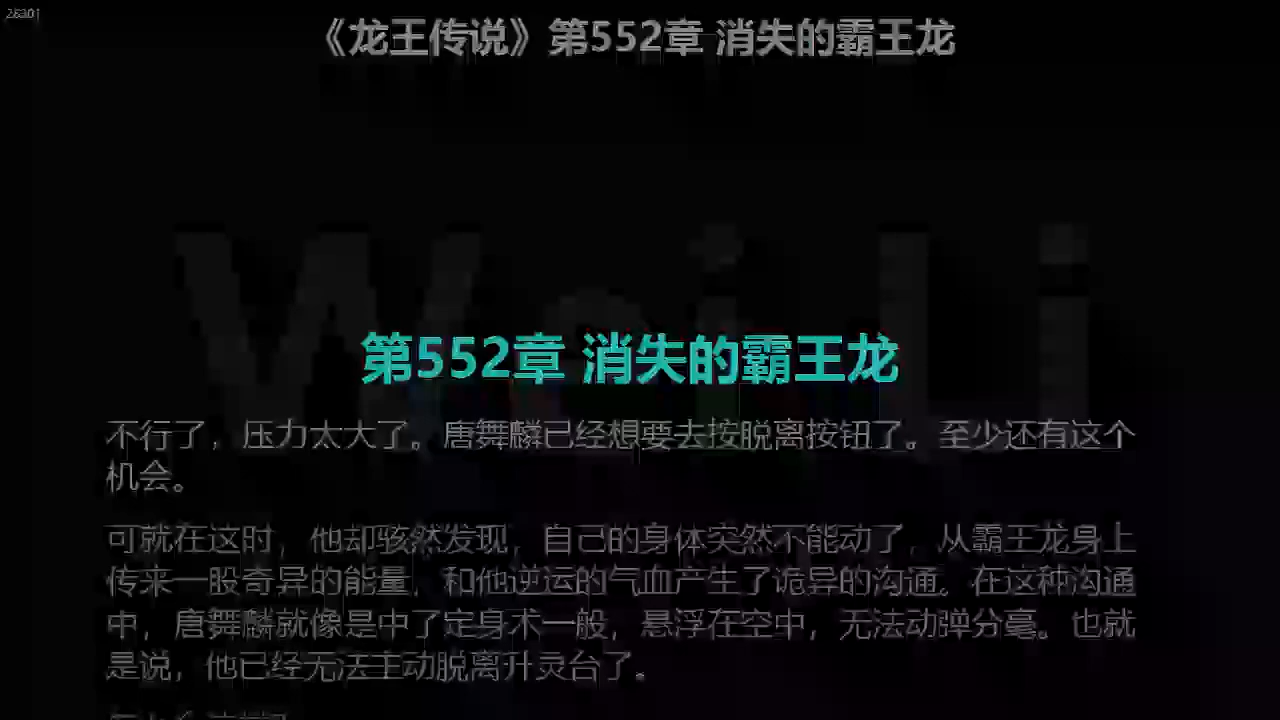 《龙王传说》第552章 消失的霸王龙
Wei Li
第552章 消失的霸王龙
不行了，压力太大了。唐舞麟已经想要去按脱离按钮了。至少还有这个
机会。
可就在这时，他却骇然发现，自己的身体突然不能动了，从霸王龙身上
传来一股奇异的能量，和他逆运的气血产生了诡异的沟通。在这种沟通
中，唐舞麟就像是中了定身术一般，悬浮在空中，无法动弹分毫。也就
是说，他已经无法主动脱离升灵台了。